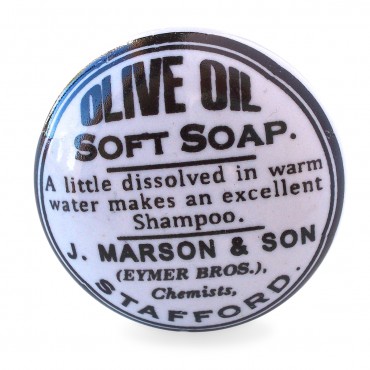 OLIVE OIL
SOFT SOAP.
A little dissolved in warm
water makes an excellent
Shampoo.
J. MARSON & SON
(EYMER BROS.),
Chemists,
STAFFORD.